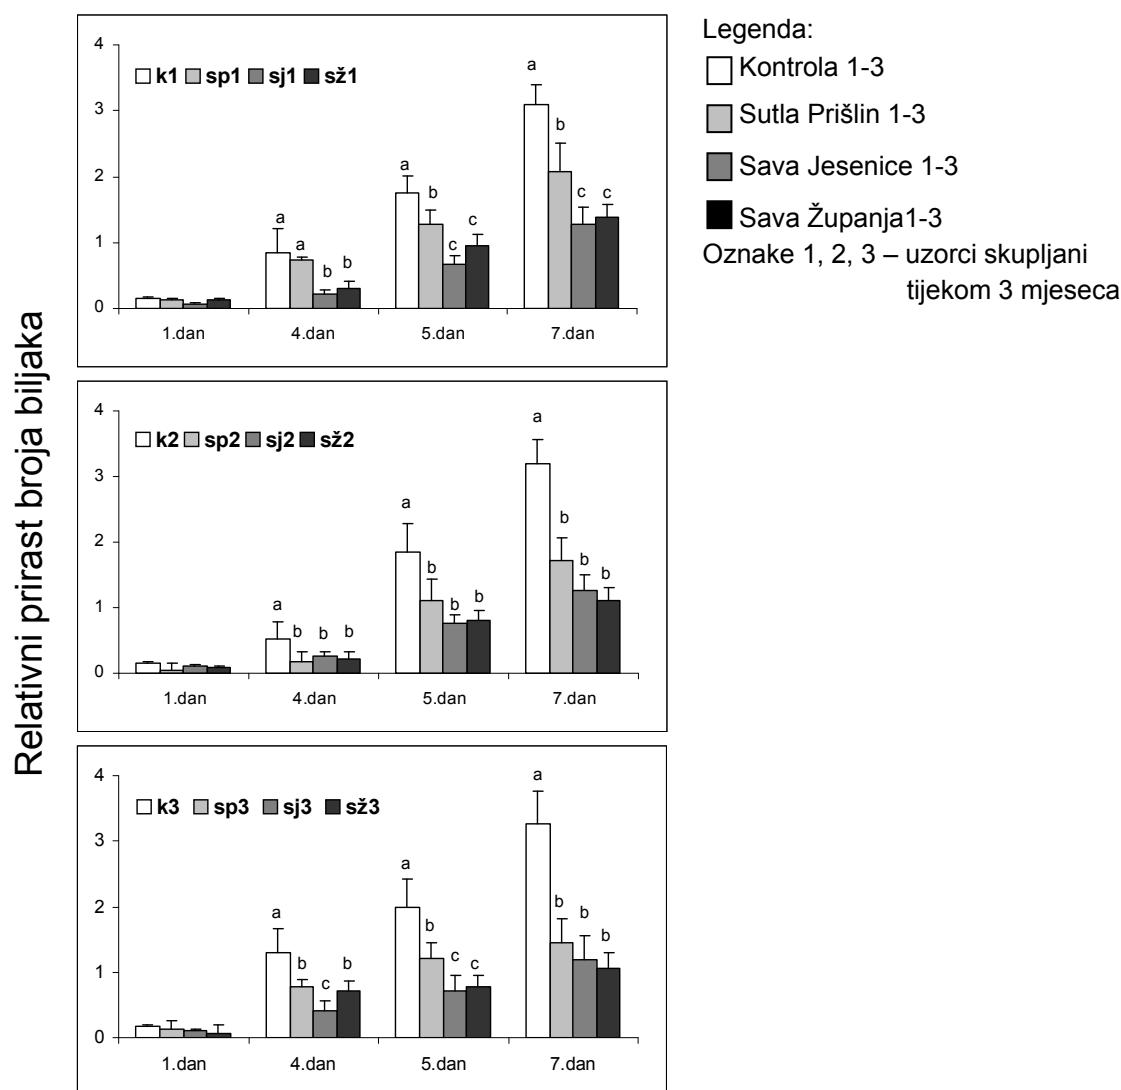 Relativni prirast broja biljaka
4
3
2
1
0
k1 sp1 sj1 sž1
a a b b
a b c c
a b c c
1.dan 4.dan 5.dan 7.dan
Legenda:
Kontrola 1-3
Sutla Prišlin 1-3
Sava Jesenice 1-3
Sava Županja1-3
Oznake 1, 2, 3 – uzorci skupljani
tijekom 3 mjeseca
4
3
2
1
0
k2 sp2 sj2 sž2
a b b b
a b b b
a b b b
1.dan 4.dan 5.dan 7.dan
4
3
2
1
0
k3 sp3 sj3 sž3
a b c b
a b c c
a b b b
1.dan 4.dan 5.dan 7.dan